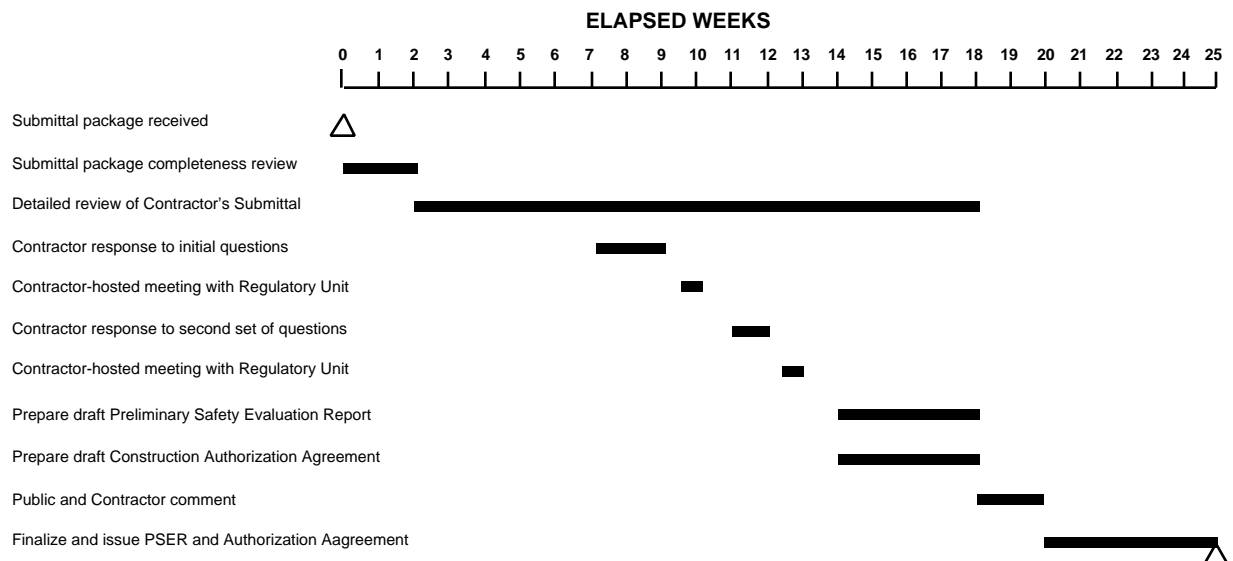 ELAPSED WEEKS
0 1 2 3 4 5 6 7 8 9 10 11 12 13 14 15 16 17 18 19 20 21 22 23 24 25
Submittal package received
Submittal package completeness review
Detailed review of Contractor's Submittal
Contractor response to initial questions
Contractor-hosted meeting with Regulatory Unit
Contractor response to second set of questions
Contractor-hosted meeting with Regulatory Unit
Prepare draft Preliminary Safety Evaluation Report
Prepare draft Construction Authorization Agreement
Public and Contractor comment
Finalize and issue PSER and Authorization Aagreement